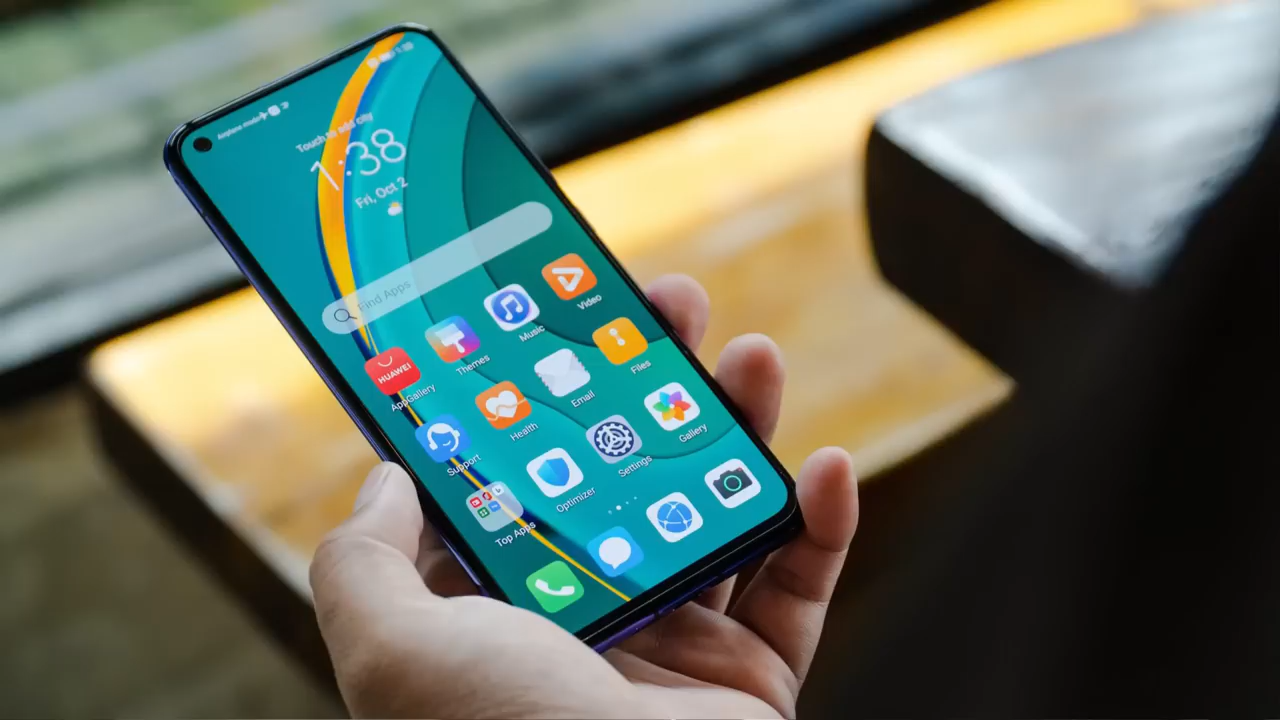 Airplane mode
Touch to add city
1:38
Fri, Oct 2
Find Apps
HUAWEI
AppGallery
Themes
Music
Video
Support
Health
Email
Files
Top Apps
Optimizer
Settings
Gallery